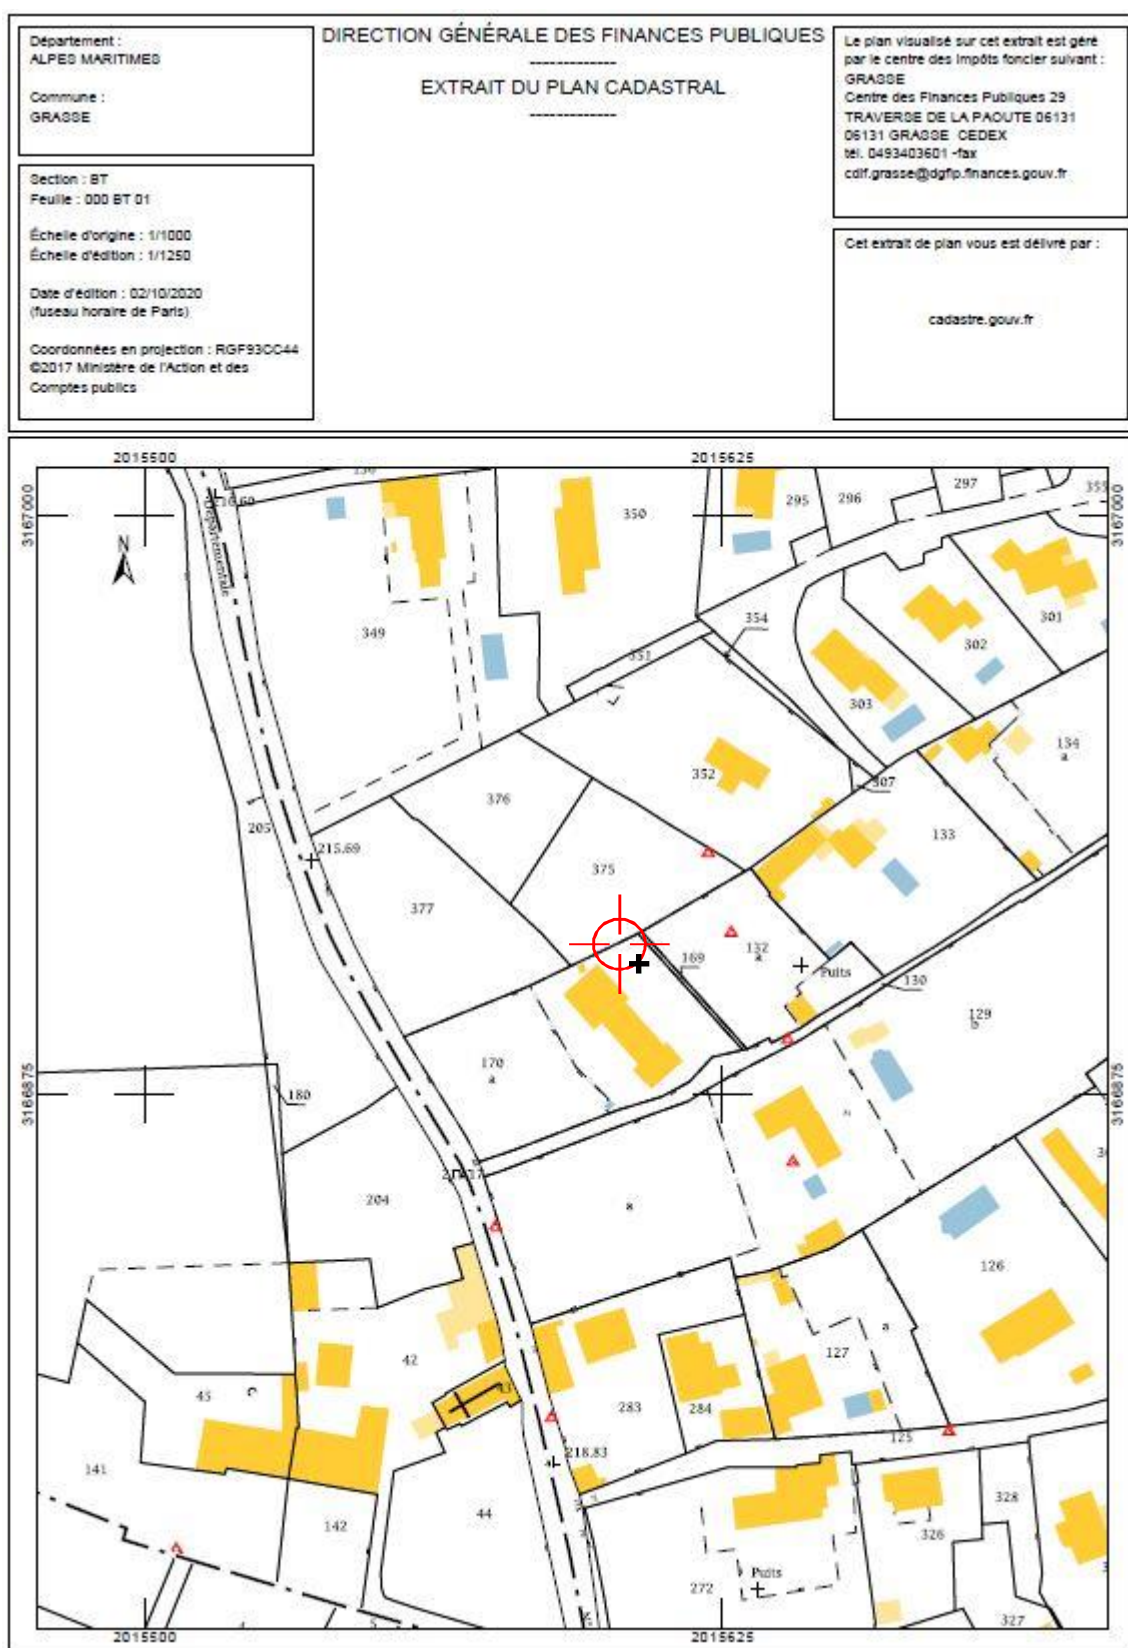 Département :
ALPES MARITIMES
Commune :
GRASSE
Section : BT
Feuille : 000 BT 01
Échelle d'origine : 1/1000
Échelle d'édition : 1/1250
Date d'édition : 02/10/2020
(fuseau horaire de Paris)
Coordonnées en projection : RGF93CC44
©2017 Ministère de l'Action et des
Comptes publics
DIRECTION GÉNÉRALE DES FINANCES PUBLIQUES
-------------
EXTRAIT DU PLAN CADASTRAL
-------------
Le plan visualisé sur cet extrait est géré
par le centre des impôts foncier suivant :
GRASSE
Centre des Finances Publiques 29
TRAVERSE DE LA PAOUTE 06131
06131 GRASSE CEDEX
tél. 0493403601 -fax
cdif.grasse@dgfip.finances.gouv.fr
Cet extrait de plan vous est délivré par :
cadastre.gouv.fr
2015500
2015625
3167000
3167000
N
Départementale
350
295
296
297
355
349
354
301
302
351
303
134
a
352
307
376
205
133
215.69
375
377
132
a
169
Puits
130
129
b
170
a
3166875
3166875
180
204
a
126
42
127
a
43
45
283
284
125
218.83
141
328
142
44
326
Puits
272
327
2015500
2015625